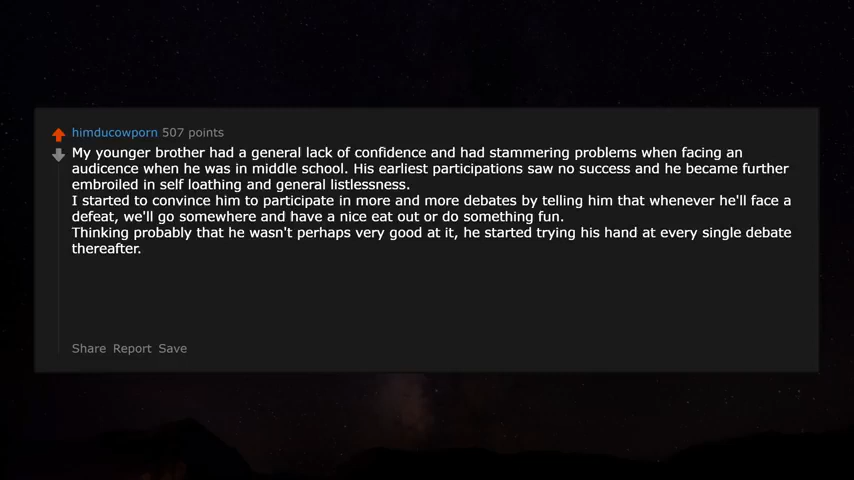 himducowporn 507 points
My younger brother had a general lack of confidence and had stammering problems when facing an
audicence when he was in middle school. His earliest participations saw no success and he became further
embroiled in self loathing and general listlessness.
I started to convince him to participate in more and more debates by telling him that whenever he'll face a
defeat, we'll go somewhere and have a nice eat out or do something fun.
Thinking probably that he wasn't perhaps very good at it, he started trying his hand at every single debate
thereafter.
Share Report Save